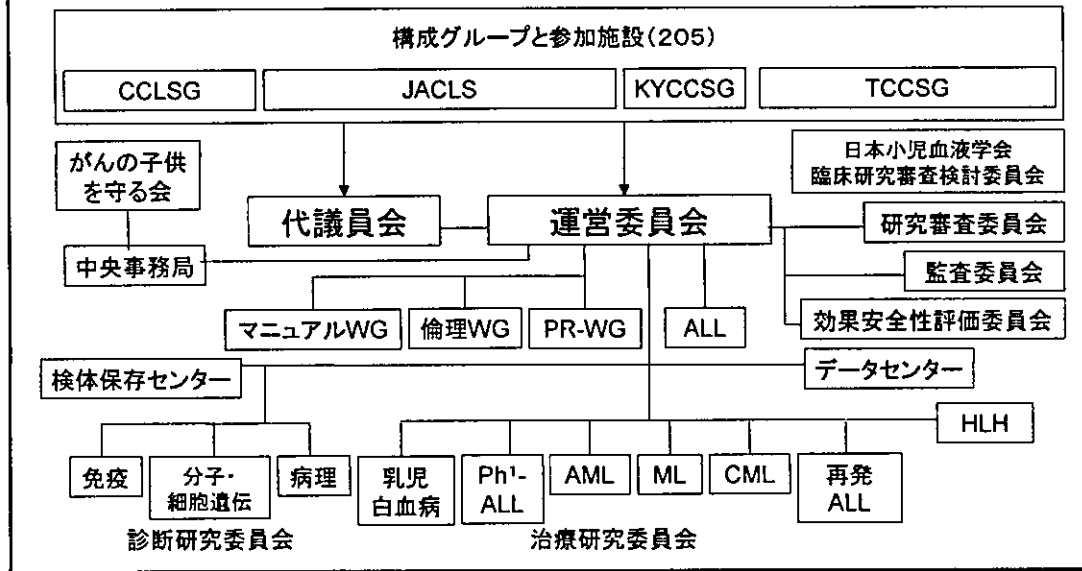 構成グループと参加施設(205)
CCLSG
JACLS
KYCCSG
TCCSG
がんの子供
を守る会
日本小児血液学会
臨床研究審査検討委員会
代議員会
運営委員会
研究審査委員会
中央事務局
監査委員会
マニュアルWG
倫理WG
PR-WG
ALL
効果安全性評価委員会
検体保存センター
データセンター
HLH
免疫
分子・
細胞遺伝
病理
乳児
白血病
Ph¹-
ALL
AML
ML
CML
再発
ALL
診断研究委員会
治療研究委員会